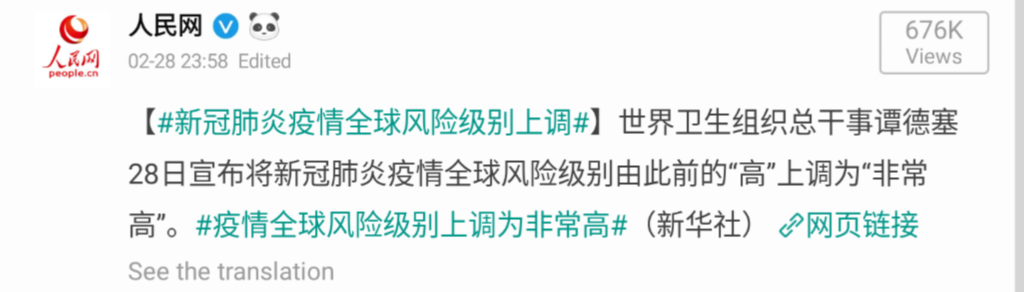 人民网
people.cn
人民网
02-28 23:58 Edited
676K
Views
【#新冠肺炎疫情全球风险级别上调#】世界卫生组织总干事谭德塞
28日宣布将新冠肺炎疫情全球风险级别由此前的“高”上调为“非常
高”。#疫情全球风险级别上调为非常高#（新华社） 网页链接
See the translation